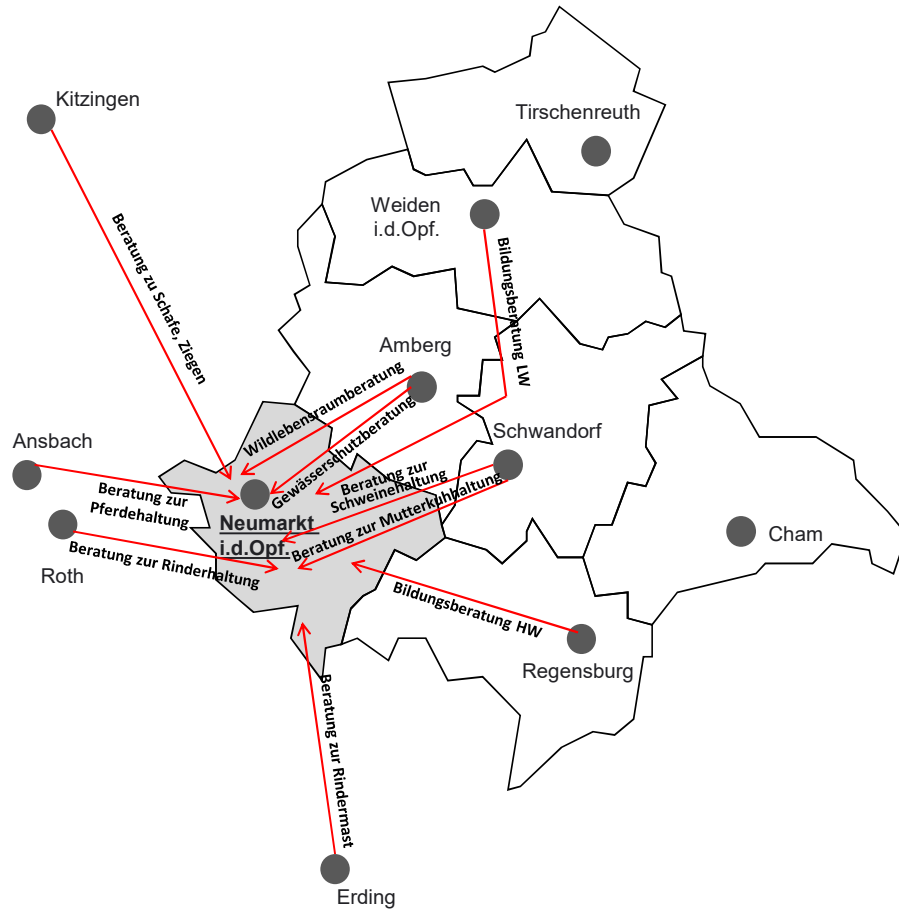 Kitzingen
Tirschenreuth
Weiden
i.d.Opf.
Beratung zu Schafe, Ziegen
Bildungsberatung LW
Amberg
Wildlebensraumberatung
Gewässerschutzberatung
Ansbach
Schwandorf
Beratung zur
Schweinehaltung
Beratung zur
Pferdehaltung
Beratung zur Mutterkuhhaltung
Neumarkt
i.d.Opf.
Cham
Roth
Beratung zur Rinderhaltung
Bildungsberatung HW
Regensburg
Beratung zur Rindermast
Erding